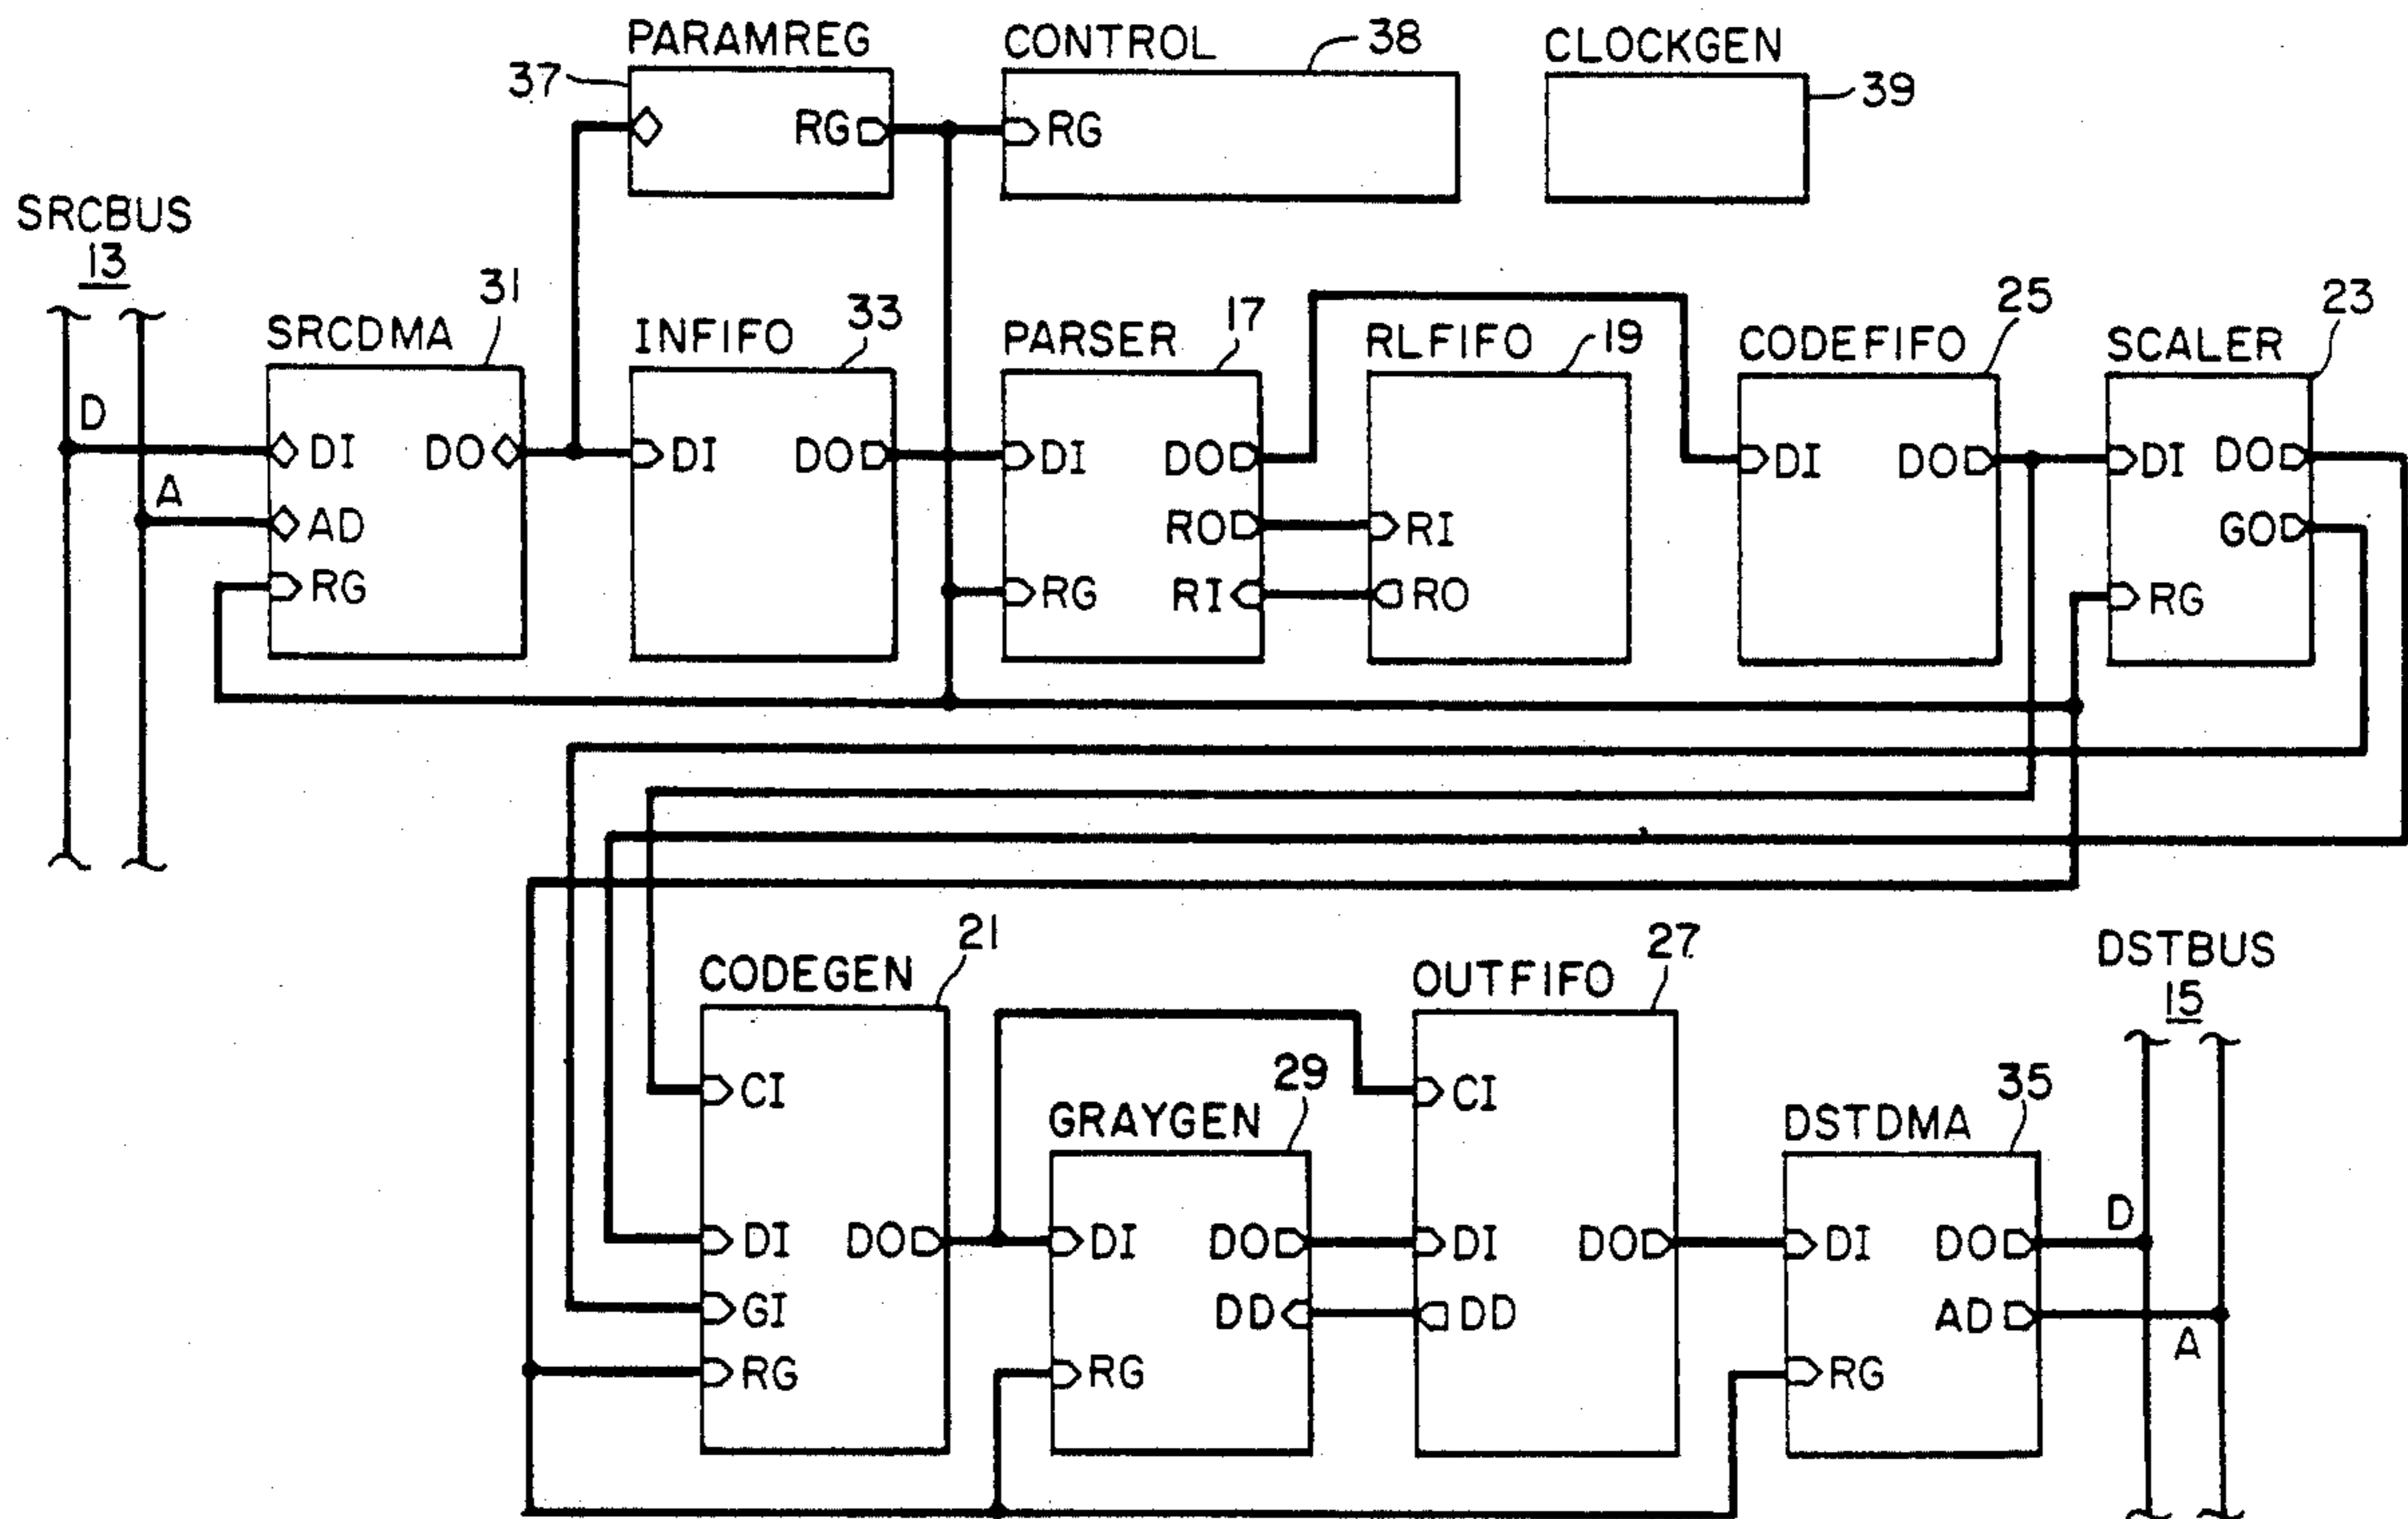 PARAMREG
37
RG
CONTROL
38
RG
CLOCKGEN
39
SRCBUS
13
D
A
SRCDMA
31
DI
DO
AD
RG
INFIFO
33
DI
DO
PARSER
17
DI
DO
RO
RG
RI
RLFIFO
19
RI
RO
CODEFIFO
25
DI
DO
SCALER
23
DI
DO
GO
RG
CODEGEN
21
CI
DI
DO
GI
RG
GRAYGEN
29
DI
DO
DD
RG
OUTFIFO
27
CI
DI
DO
DD
DSTDMA
35
DI
DO
AD
RG
DSTBUS
15
D
A